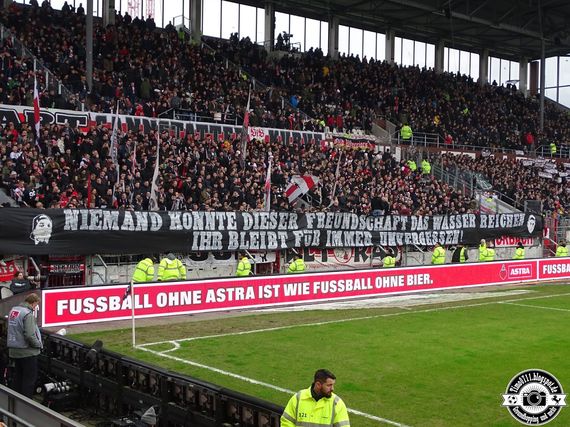 NIEMAND KONNTE DIESER FREUNDSCHAFT DAS WASSER REICHEN
IHR BLEIBT FÜR IMMER UNVERGESSEN!
FUSSBALL OHNE ASTRA IST WIE FUSSBALL OHNE BIER.
ASTRA
FUSSBALL OH